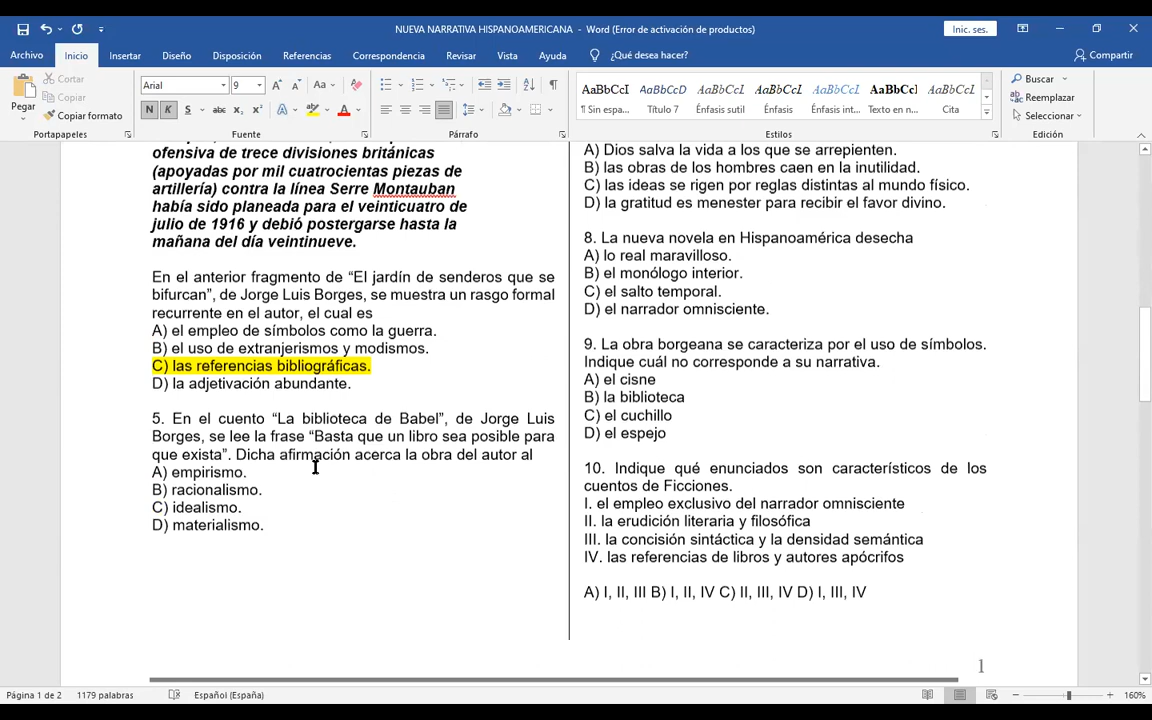 NUEVA NARRATIVA HISPANOAMERICANA - Word (Error de activación de productos)
Inic. ses.
Archivo Inicio Insertar Diseño Disposición Referencias Correspondencia Revisar Vista Ayuda ¿Qué desea hacer? Compartir
Pegar
Cortar
Copiar
Copiar formato
Portapapeles
Arial 9
Aa
N K S abc x₂ x²
A A
Fuente
Párrafo
AaBbCcI AaBbCcD AaBbCcL AaBbCcL AaBbCcL AaBbCcL AaBbCcL
¶ Sin espa... Título 7 Énfasis sutil Énfasis Énfasis int... Texto en n... Cita
Estilos
Buscar
Reemplazar
Seleccionar
Edición
ofensiva de trece divisiones británicas
(apoyadas por mil cuatrocientas piezas de
artillería) contra la línea Serre Montauban
había sido planeada para el veinticuatro de
julio de 1916 y debió postergarse hasta la
mañana del día veintinueve.
En el anterior fragmento de “El jardín de senderos que se
bifurcan”, de Jorge Luis Borges, se muestra un rasgo formal
recurrente en el autor, el cual es
A) el empleo de símbolos como la guerra.
B) el uso de extranjerismos y modismos.
C) las referencias bibliográficas.
D) la adjetivación abundante.
5. En el cuento “La biblioteca de Babel”, de Jorge Luis
Borges, se lee la frase “Basta que un libro sea posible para
que exista”. Dicha afirmación acerca la obra del autor al
A) empirismo.
B) racionalismo.
C) idealismo.
D) materialismo.
A) Dios salva la vida a los que se arrepienten.
B) las obras de los hombres caen en la inutilidad.
C) las ideas se rigen por reglas distintas al mundo físico.
D) la gratitud es menester para recibir el favor divino.
8. La nueva novela en Hispanoamérica desecha
A) lo real maravilloso.
B) el monólogo interior.
C) el salto temporal.
D) el narrador omnisciente.
9. La obra borgeana se caracteriza por el uso de símbolos.
Indique cuál no corresponde a su narrativa.
A) el cisne
B) la biblioteca
C) el cuchillo
D) el espejo
10. Indique qué enunciados son característicos de los
cuentos de Ficciones.
I. el empleo exclusivo del narrador omnisciente
II. la erudición literaria y filosófica
III. la concisión sintáctica y la densidad semántica
IV. las referencias de libros y autores apócrifos
A) I, II, III B) I, II, IV C) II, III, IV D) I, III, IV
1
Página 1 de 2 1179 palabras Español (España) 160%